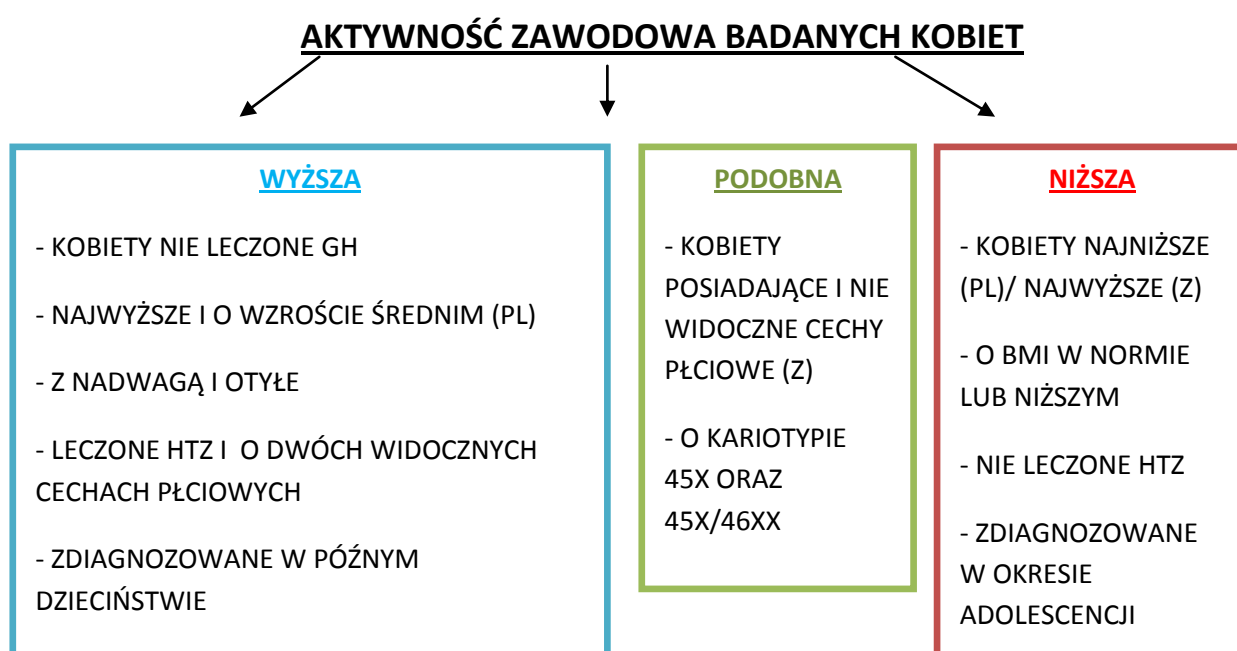 AKTYWNOŚĆ ZAWODOWA BADANYCH KOBIET
WYŻSZA
- KOBIETY NIE LECZONE GH
- NAJWYŻSZE I O WZROŚCIE ŚREDNIM (PL)
- Z NADWAGĄ I OTYŁE
- LECZONE HTZ I O DWÓCH WIDOCZNYCH
CECHACH PŁCIOWYCH
- ZDIAGNOZOWANE W PÓŹNYM
DZIECIŃSTWIE
PODOBNA
- KOBIETY
POSIADAJĄCE I NIE
WIDOCZNE CECHY
PŁCIOWE (Z)
- O KARIOTYPIE
45X ORAZ
45X/46XX
NIŻSZA
- KOBIETY NAJNIŻSZE
(PL)/ NAJWYŻSZE (Z)
- O BMI W NORMIE
LUB NIŻSZYM
- NIE LECZONE HTZ
- ZDIAGNOZOWANE
W OKRESIE
ADOLESCENCJI